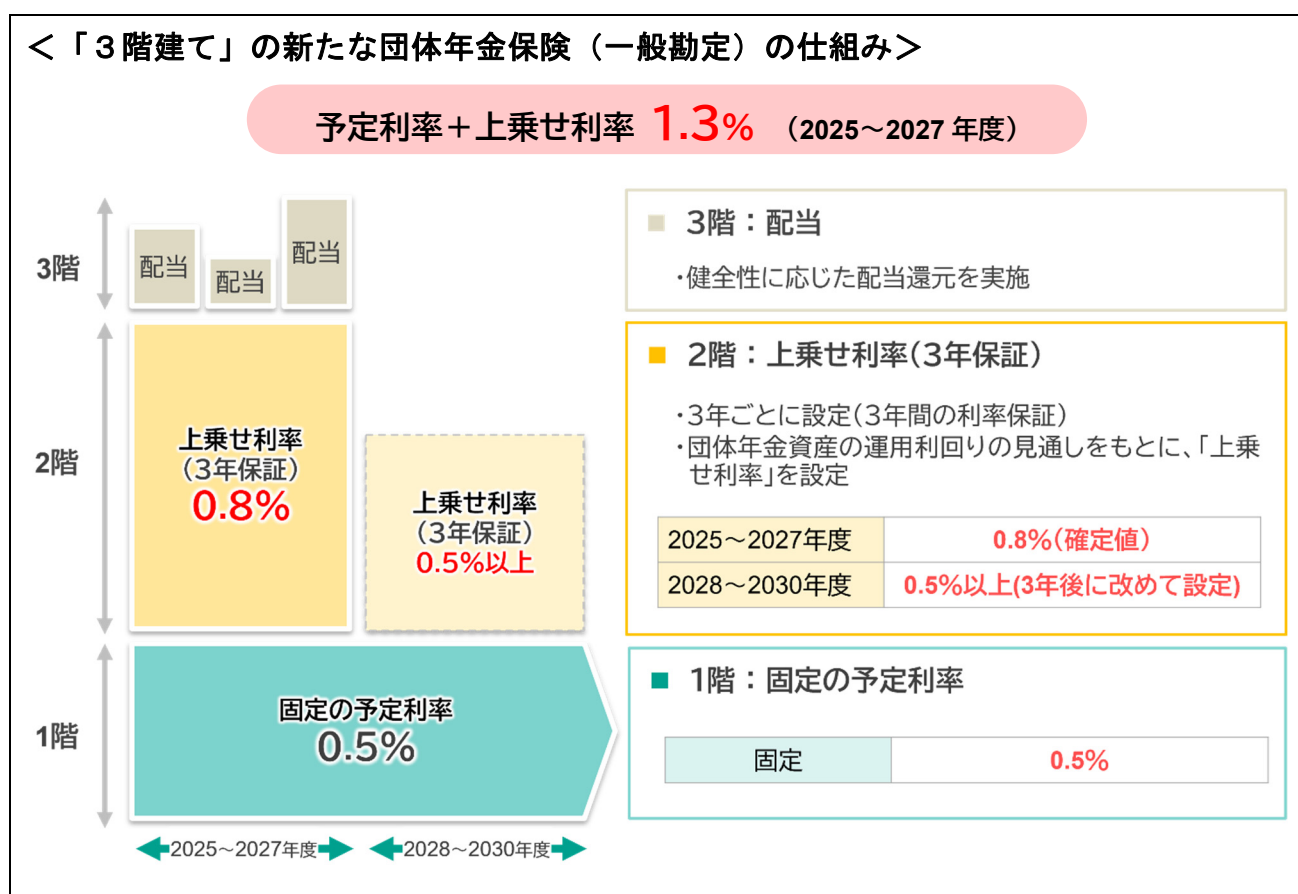 ＜「３階建て」の新たな団体年金保険（一般勘定）の仕組み＞
予定利率＋上乗せ利率 1.3％ （2025～2027 年度）
3階
配当
配当
配当
2階
上乗せ利率
（3年保証）
0.8%
上乗せ利率
（3年保証）
0.5%以上
1階
固定の予定利率
0.5%
2025～2027年度
2028～2030年度
3階：配当
・健全性に応じた配当還元を実施
2階：上乗せ利率（3年保証）
・3年ごとに設定（3年間の利率保証）
・団体年金資産の運用利回りの見通しをもとに、「上乗
せ利率」を設定
2025～2027年度 0.8%（確定値）
2028～2030年度 0.5%以上(3年後に改めて設定)
1階：固定の予定利率
固定 0.5%